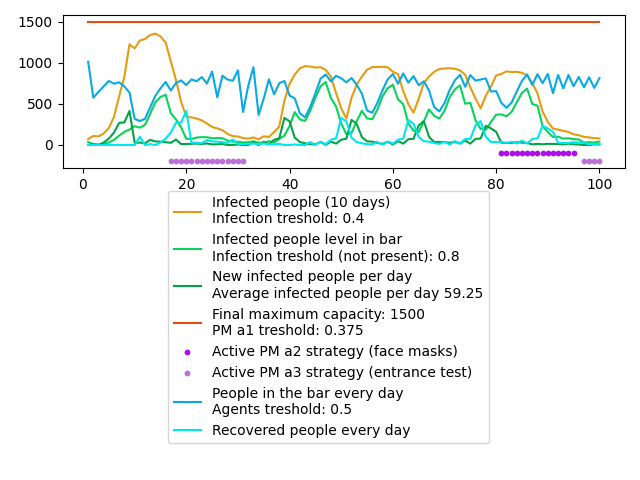 1500
1000
500
0
0
20
40
60
80
100
Infected people (10 days)
Infection treshold: 0.4
Infected people level in bar
Infection treshold (not present): 0.8
New infected people per day
Average infected people per day 59.25
Final maximum capacity: 1500
PM a1 treshold: 0.375
Active PM a2 strategy (face masks)
Active PM a3 strategy (entrance test)
People in the bar every day
Agents treshold: 0.5
Recovered people every day